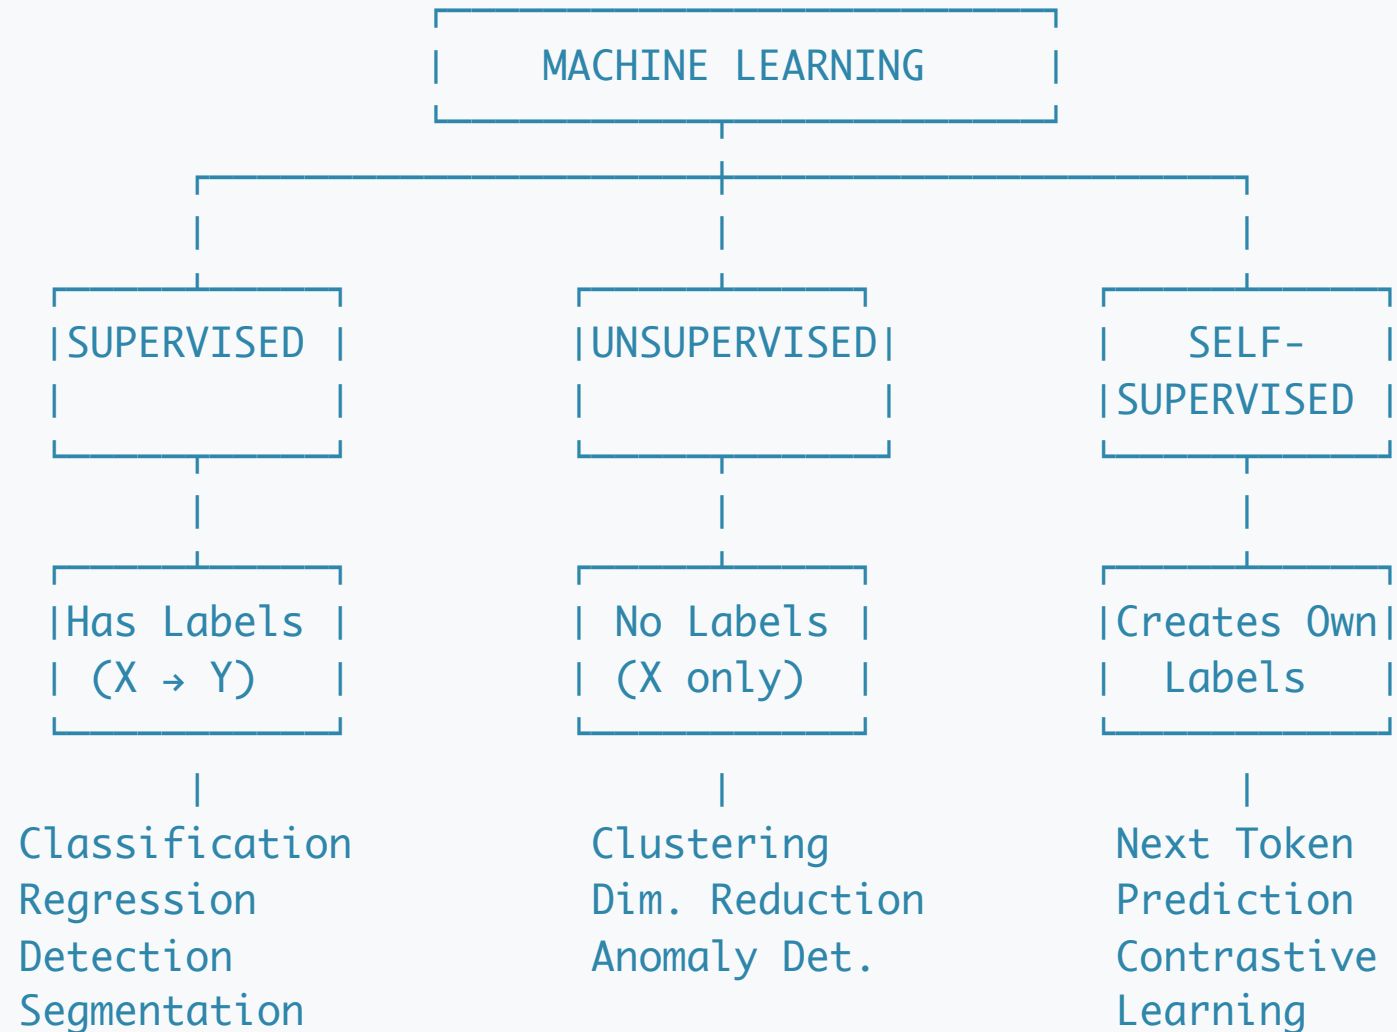 MACHINE LEARNING
SUPERVISED
UNSUPERVISED
SELF-
SUPERVISED
Has Labels
(X → Y)
No Labels
(X only)
Creates Own
Labels
Classification
Regression
Detection
Segmentation
Clustering
Dim. Reduction
Anomaly Det.
Next Token
Prediction
Contrastive
Learning